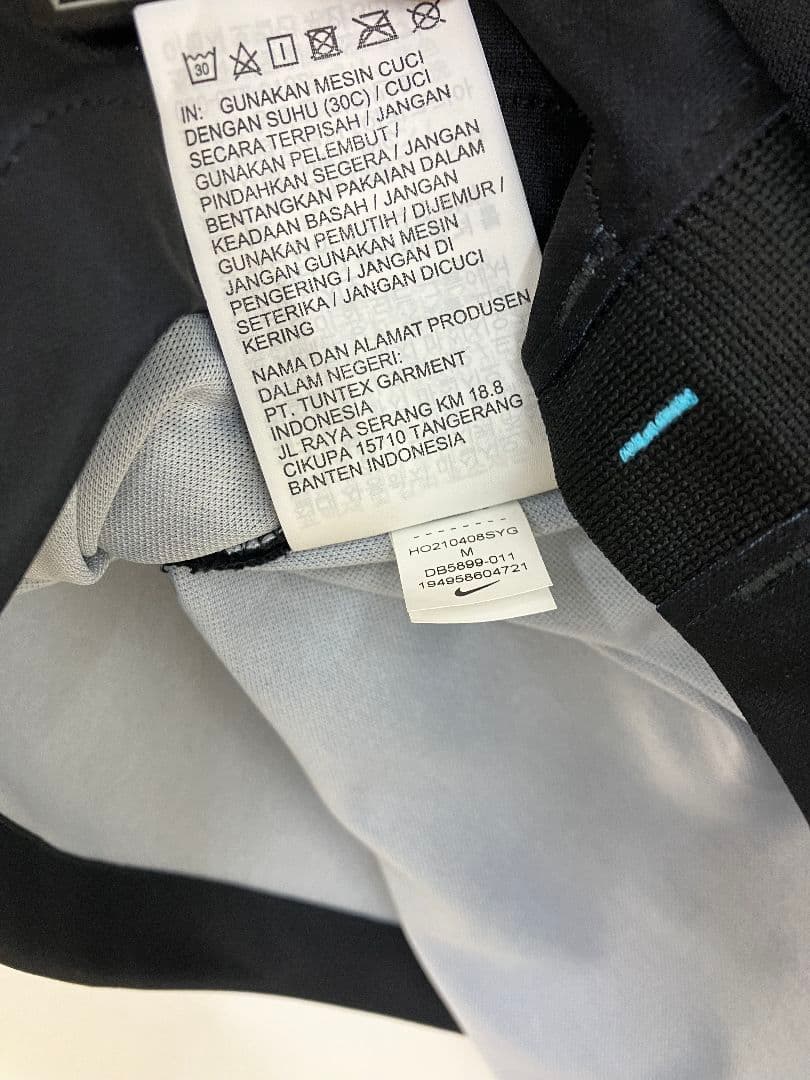 30
IN: GUNAKAN MESIN CUCI
DENGAN SUHU (30C) / CUCI
SECARA TERPISAH / JANGAN
GUNAKAN PELEMBUT /
PINDAHKAN SEGERA / JANGAN
BENTANGKAN PAKAIAN DALAM
KEADAAN BASAH / JANGAN
GUNAKAN PEMUTIH / DIJEMUR /
JANGAN GUNAKAN MESIN
PENGERING / JANGAN DI
SETERIKA / JANGAN DICUCI
KERING
NAMA DAN ALAMAT PRODUSEN
DALAM NEGERI:
PT. TUNTEX GARMENT
INDONESIA
JL RAYA SERANG KM 18.8
CIKUPA 15710 TANGERANG
BANTEN INDONESIA
HO210408SYG
M
DB5899-011
194958604721